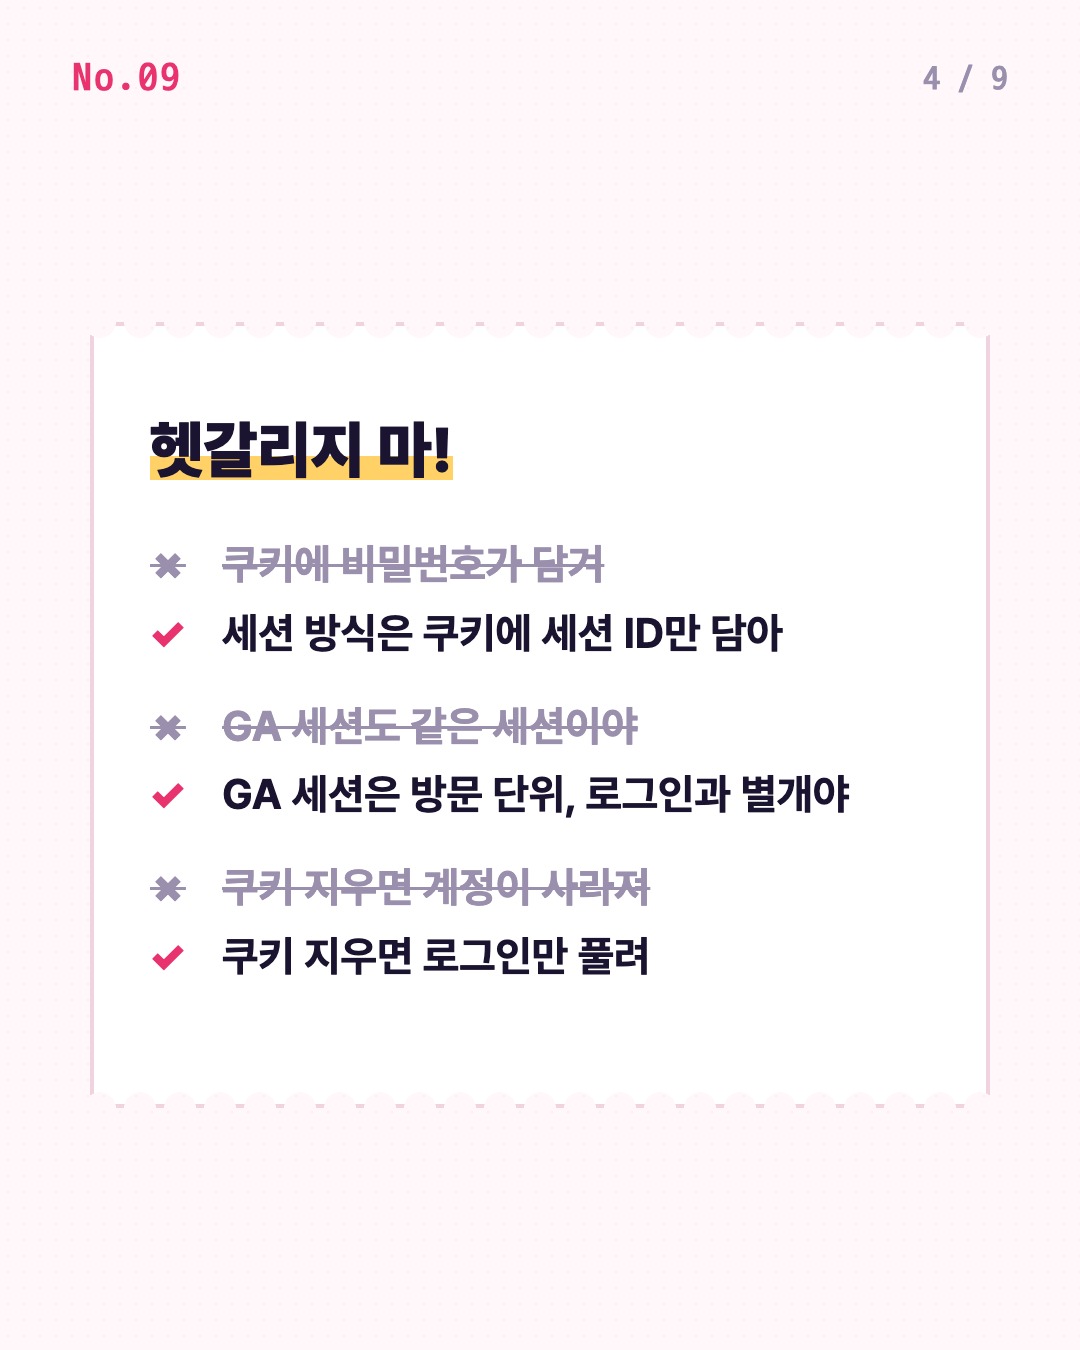 No.09
4 / 9
헷갈리지 마!
✖ 쿠키에 비밀번호가 담겨
✔ 세션 방식은 쿠키에 세션 ID만 담아
✖ GA 세션도 같은 세션이야
✔ GA 세션은 방문 단위, 로그인과 별개야
✖ 쿠키 지우면 계정이 사라져
✔ 쿠키 지우면 로그인만 풀려